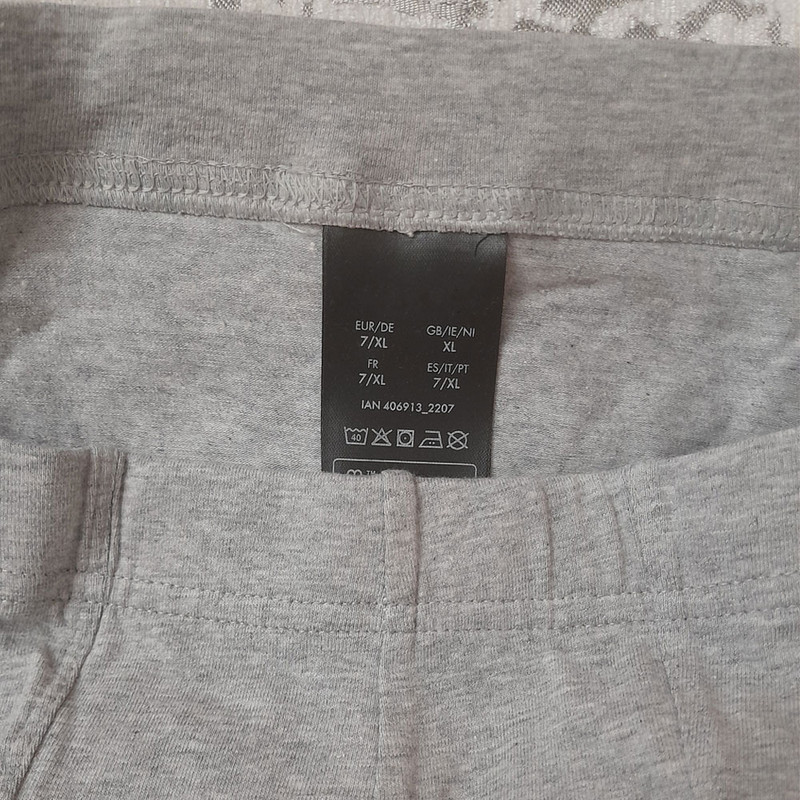 EUR/DE GB/IE/NI
7/XL XL
FR ES/IT/PT
7/XL 7/XL
IAN 406913_2207
40
TM